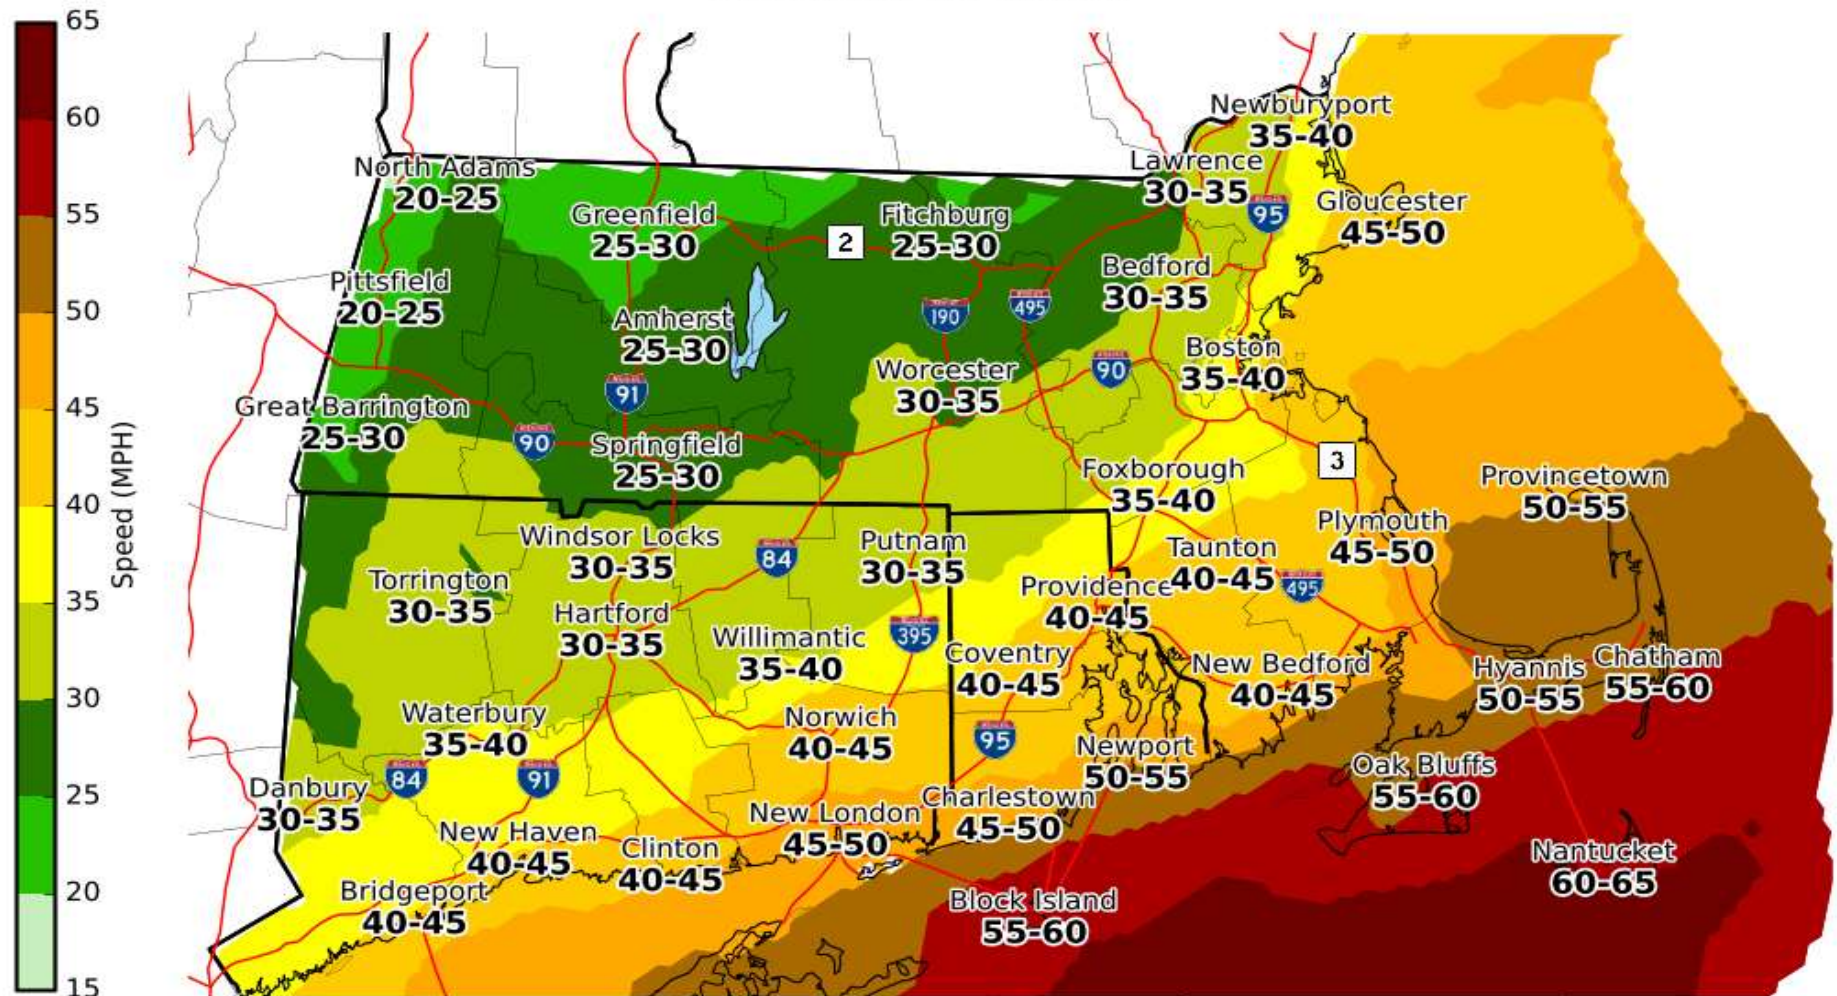 65
60
55
50
45
40
35
30
25
20
15
Speed (MPH)
Newburyport
35-40
North Adams
20-25
Lawrence
30-35
Greenfield
25-30
2
Fitchburg
25-30
95
Gloucester
45-50
Pittsfield
20-25
Bedford
30-35
Amherst
25-30
190
495
Boston
35-40
Worcester
30-35
90
91
Great Barrington
25-30
90
Springfield
25-30
3
Foxborough
35-40
Provincetown
50-55
Windsor Locks
30-35
84
Putnam
30-35
Plymouth
45-50
Taunton
40-45
Torrington
30-35
Providence
40-45
495
Hartford
30-35
Willimantic
35-40
395
Coventry
40-45
New Bedford
40-45
Hyannis
50-55
Chatham
55-60
Waterbury
35-40
Norwich
40-45
95
Newport
50-55
84
91
Oak Bluffs
55-60
Danbury
30-35
New Haven
40-45
Clinton
40-45
New London
45-50
Charlestown
45-50
Nantucket
60-65
Bridgeport
40-45
Block Island
55-60